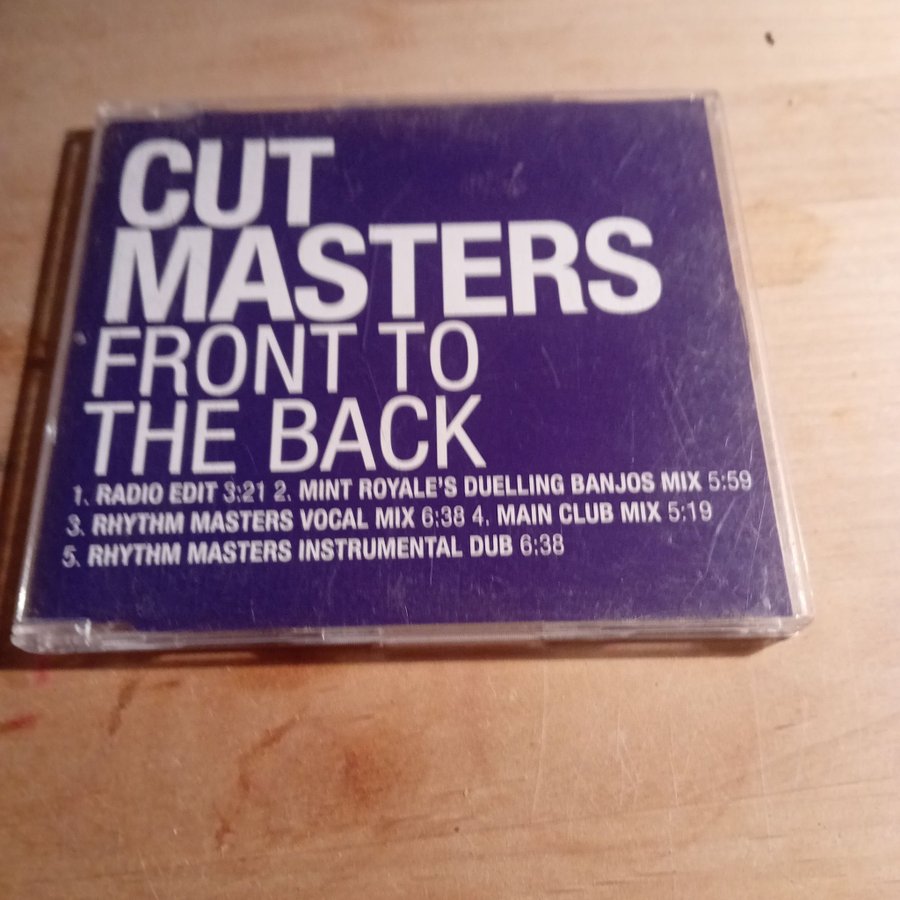 CUT
MASTERS
FRONT TO
THE BACK
1. RADIO EDIT 3:21 2. MINT ROYALE'S DUELLING BANJOS MIX 5:59
3. RHYTHM MASTERS VOCAL MIX 6:38 4. MAIN CLUB MIX 5:19
5. RHYTHM MASTERS INSTRUMENTAL DUB 6:38